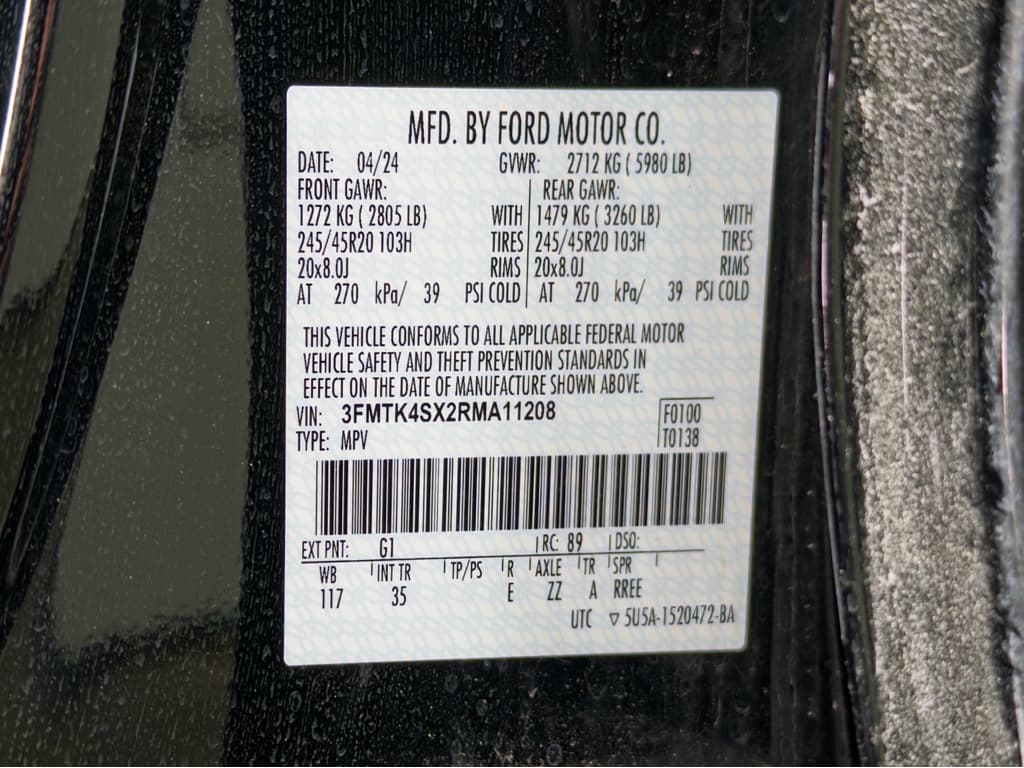 MFD. BY FORD MOTOR CO.
DATE: 04/24 GVWR: 2712 KG ( 5980 LB)
FRONT GAWR: REAR GAWR:
1272 KG ( 2805 LB) WITH 1479 KG ( 3260 LB) WITH
245/45R20 103H TIRES 245/45R20 103H TIRES
20x8.0J RIMS 20x8.0J RIMS
AT 270 kPa/ 39 PSI COLD AT 270 kPa/ 39 PSI COLD
THIS VEHICLE CONFORMS TO ALL APPLICABLE FEDERAL MOTOR
VEHICLE SAFETY AND THEFT PREVENTION STANDARDS IN
EFFECT ON THE DATE OF MANUFACTURE SHOWN ABOVE.
VIN: 3FMTK4SX2RMA11208 F0100
TYPE: MPV T0138
EXT PNT: G1 RC: 89 DSO:
WB INT TR TP/PS R AXLE TR SPR
117 35 E ZZ A RREE
UTC ▽ 5U5A-1520472-BA